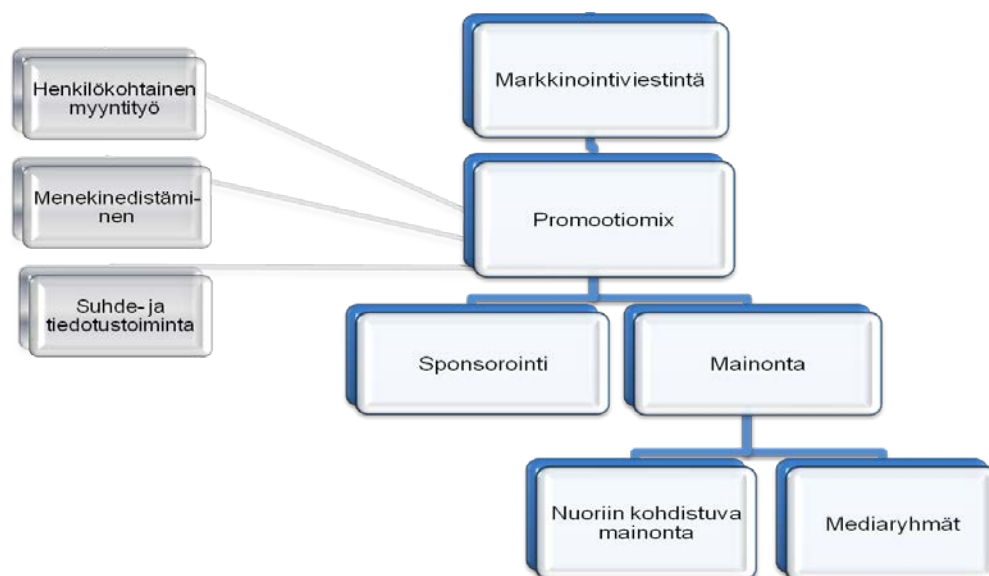 Markkinointiviestintä
Henkilökohtainen
myyntityö
Menekinedistämi-
nen
Promootiomix
Suhde- ja
tiedotustoiminta
Sponsorointi
Mainonta
Nuoriin kohdistuva
mainonta
Mediaryhmät